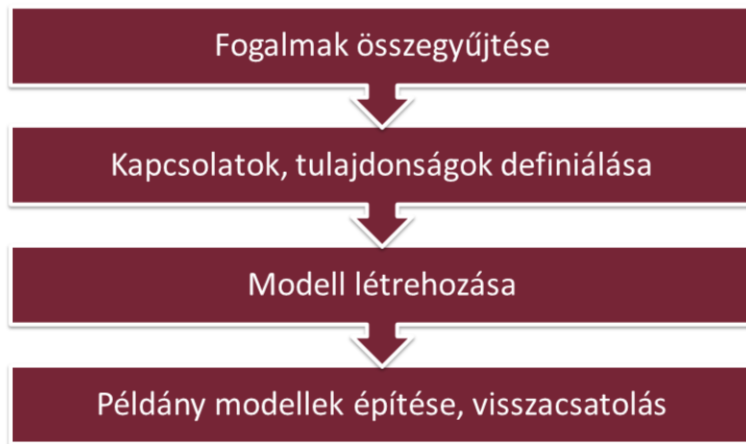 Fogalmak összegyűjtése
Kapcsolatok, tulajdonságok definiálása
Modell létrehozása
Példány modellek építése, visszacsatolás